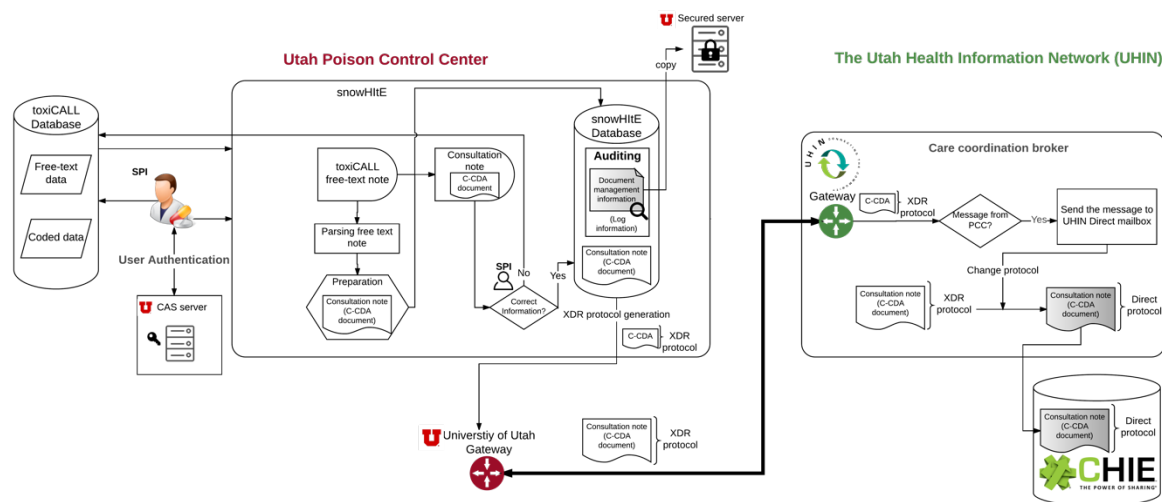 Secured server
Utah Poison Control Center
The Utah Health Information Network (UHIN)
copy
snowHItE
toxiCALL
Database
Free-text
data
Coded data
SPI
User Authentication
CAS server
toxiCALL
free-text note
Parsing free text
note
Preparation
Consultation note
(C-CDA
document)
Consultation
note
C-CDA
document
SPI
No
Yes
Correct
Information?
snowHItE
Database
Auditing
Document
management
information
(Log
information)
Consultation note
(C-CDA
document)
XDR protocol generation
C-CDA
XDR
protocol
Universtiy of Utah
Gateway
Consultation note
(C-CDA
document)
XDR
protocol
Care coordination broker
UHIN
Gateway
C-CDA
XDR
protocol
Message from
PCC?
Yes
Send the message to
UHIN Direct mailbox
Change protocol
Consultation note
(C-CDA
document)
XDR
protocol
Consultation note
(C-CDA
document)
Direct
protocol
Consultation note
(C-CDA
document)
Direct
protocol
CHIE
THE POWER OF SHARING